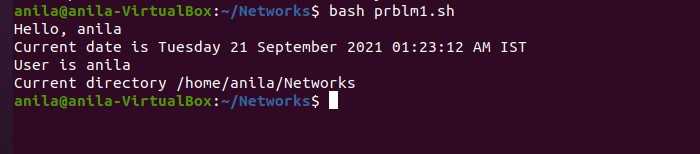 anila@anila-VirtualBox:~/Networks$ bash prblm1.sh
Hello, anila
Current date is Tuesday 21 September 2021 01:23:12 AM IST
User is anila
Current directory /home/anila/Networks
anila@anila-VirtualBox:~/Networks$